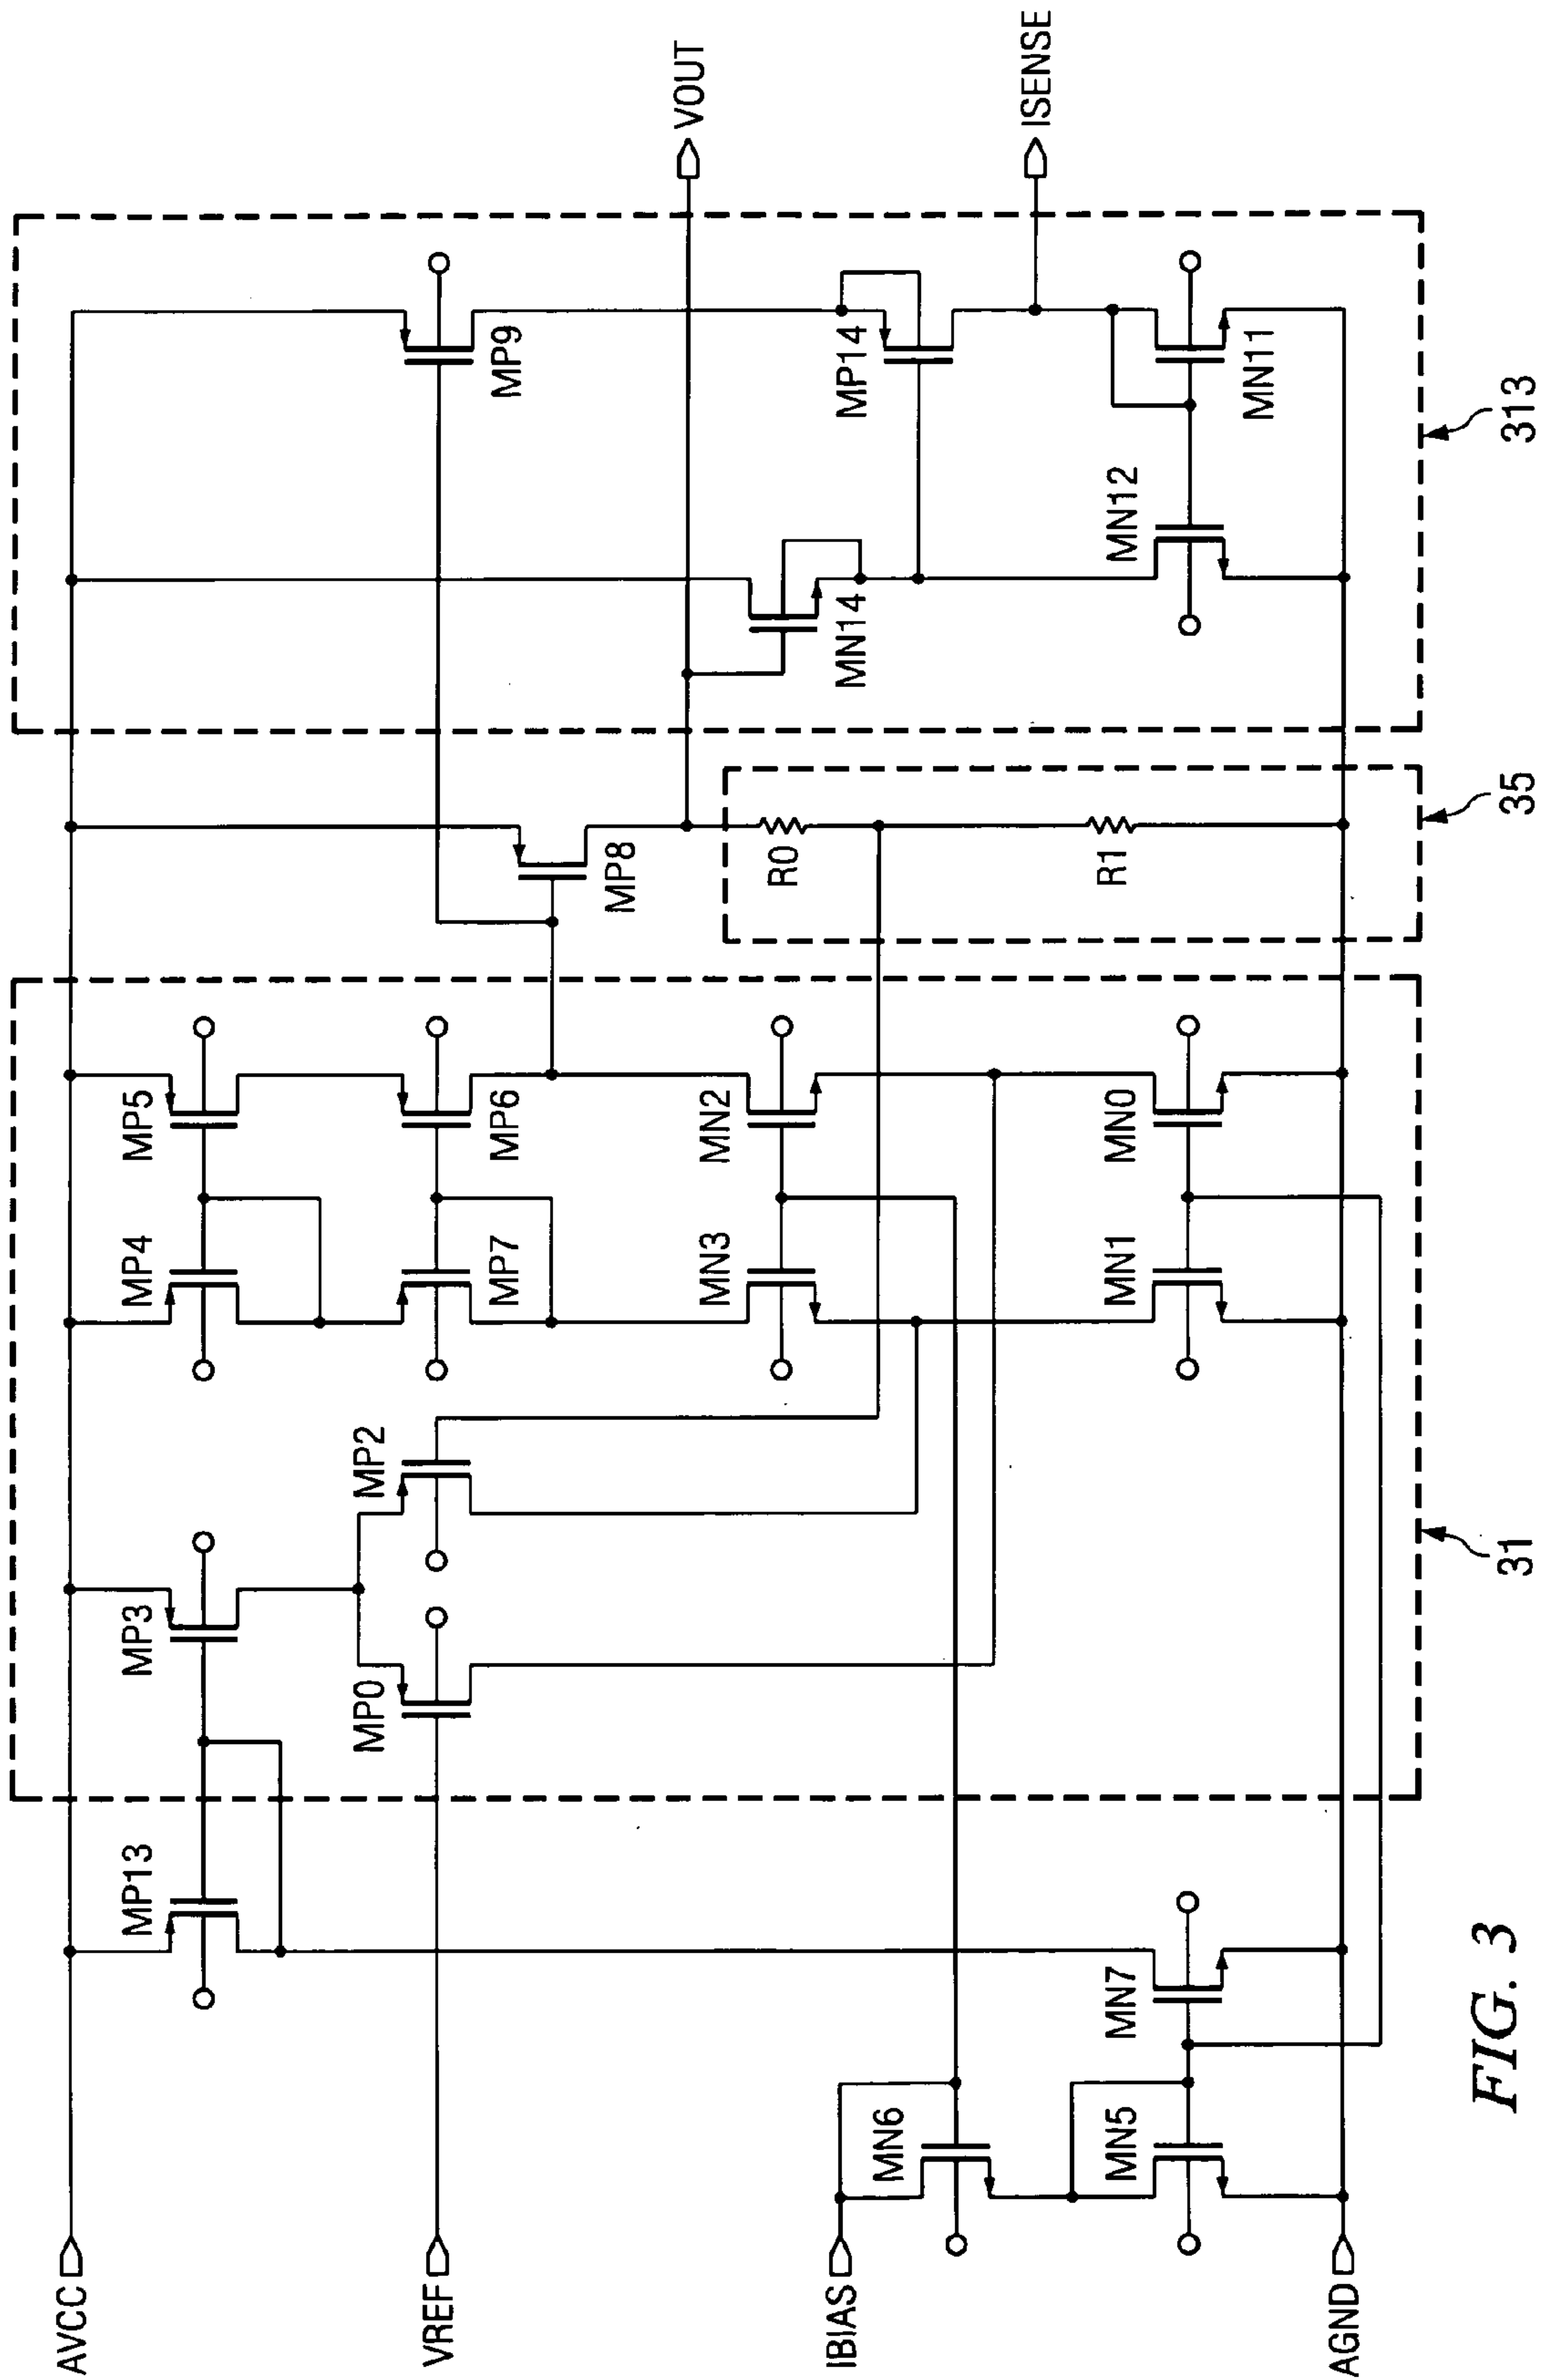 AVCC
VREF
IBIAS
AGND
MP13
MP3
MP0
MP2
MP4
MP5
MP7
MP6
MN3
MN2
MN1
MN0
MN6
MN5
MN7
31
MP8
R0
R1
35
MP9
MN14
MP14
MN12
MN11
313
VOUT
ISENSE
FIG. 3